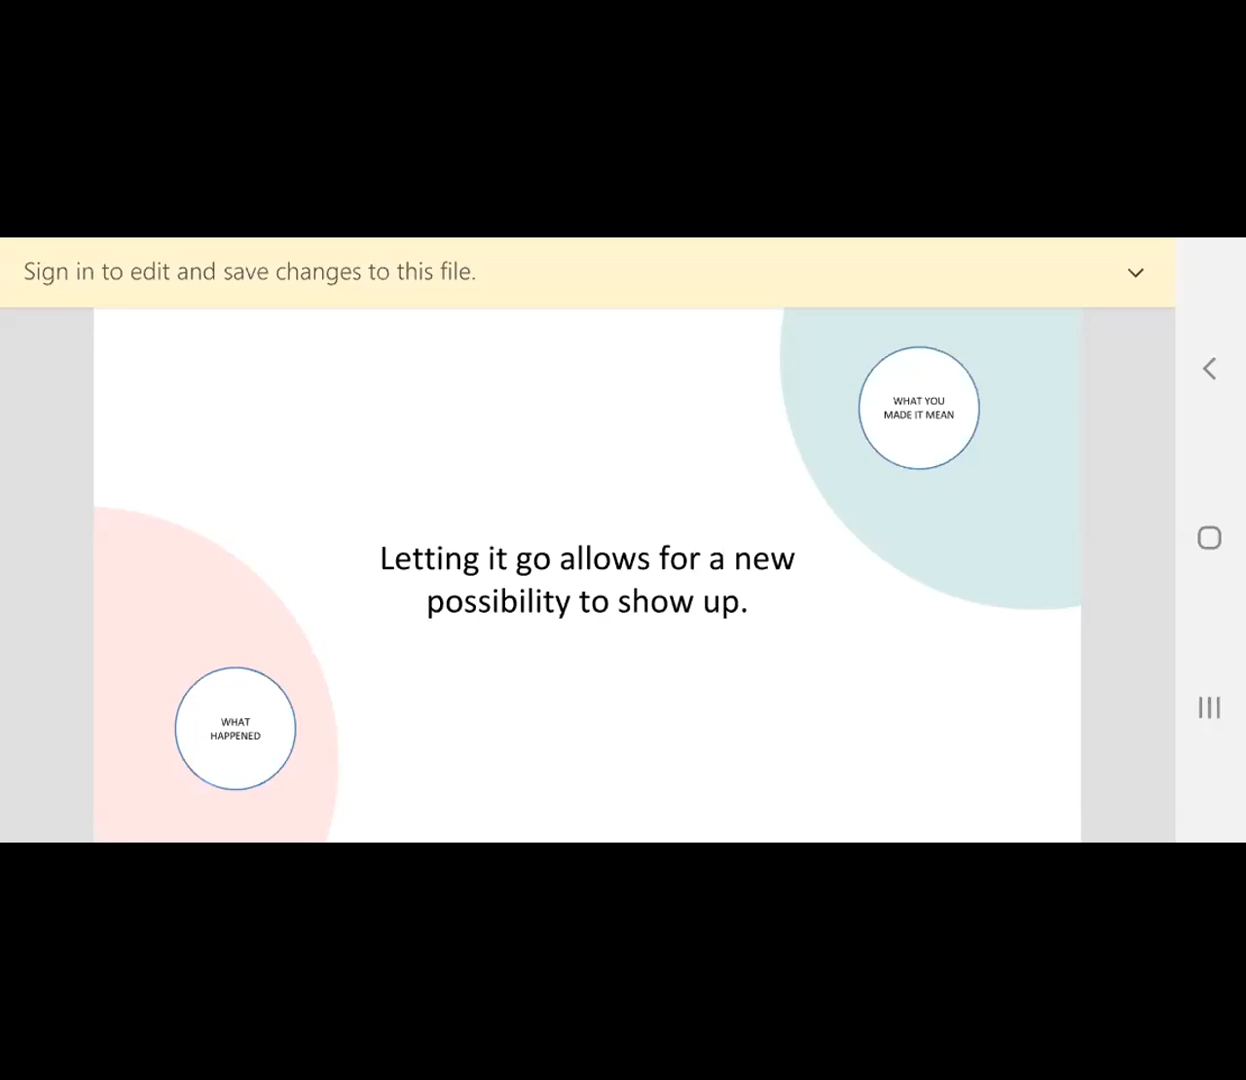 Sign in to edit and save changes to this file.
WHAT YOU
MADE IT MEAN
Letting it go allows for a new
possibility to show up.
WHAT
HAPPENED